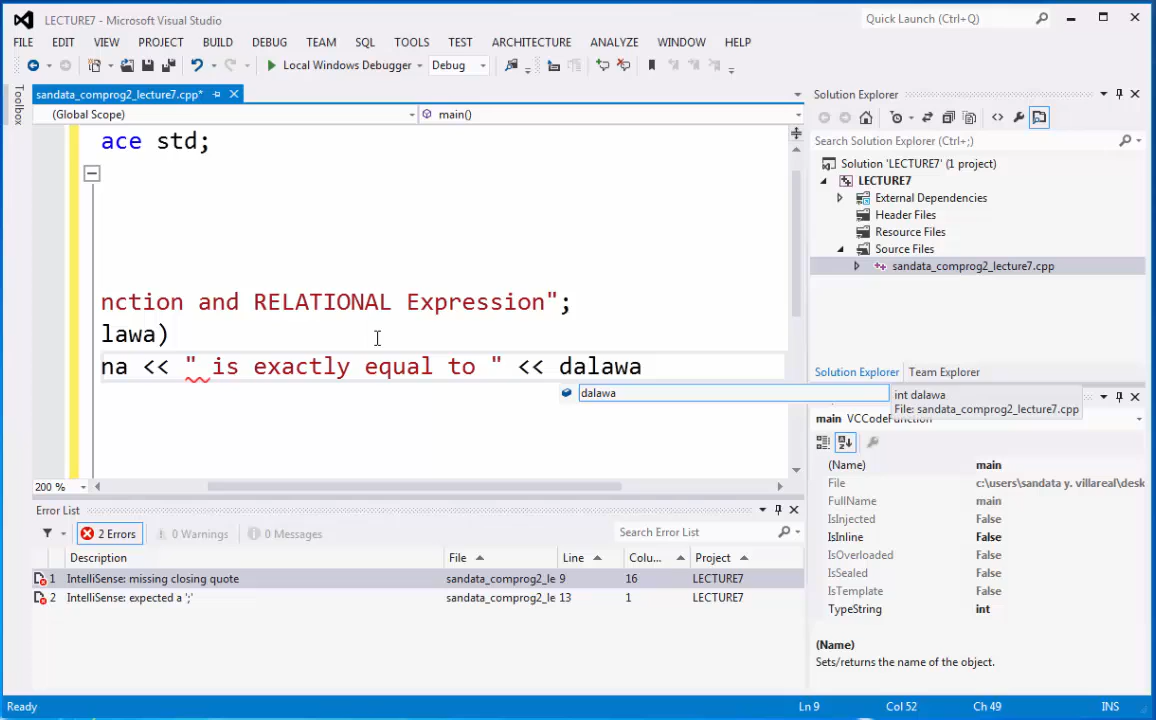 LECTURE7 - Microsoft Visual Studio
Quick Launch (Ctrl+Q)
FILE EDIT VIEW PROJECT BUILD DEBUG TEAM SQL TOOLS TEST ARCHITECTURE ANALYZE WINDOW HELP
Local Windows Debugger Debug
Toolbox
sandata_comprog2_lecture7.cpp*
(Global Scope) main()
ace std;
nction and RELATIONAL Expression";
lawa)
na << " is exactly equal to " << dalawa
dalawa
int dalawa
File: sandata_comprog2_lecture7.cpp
200 %
Solution Explorer
Search Solution Explorer (Ctrl+;)
Solution 'LECTURE7' (1 project)
LECTURE7
External Dependencies
Header Files
Resource Files
Source Files
sandata_comprog2_lecture7.cpp
Solution Explorer Team Explorer
main VCCodeFunction
(Name) main
File c:\users\sandata y. villareal\desk
FullName main
IsInjected False
IsInline False
IsOverloaded False
IsSealed False
IsTemplate False
TypeString int
(Name)
Sets/returns the name of the object.
Error List
2 Errors 0 Warnings 0 Messages Search Error List
Description File Line Colu... Project
1 IntelliSense: missing closing quote sandata_comprog2_le 9 16 LECTURE7
2 IntelliSense: expected a ';' sandata_comprog2_le 13 1 LECTURE7
Ready Ln 9 Col 52 Ch 49 INS